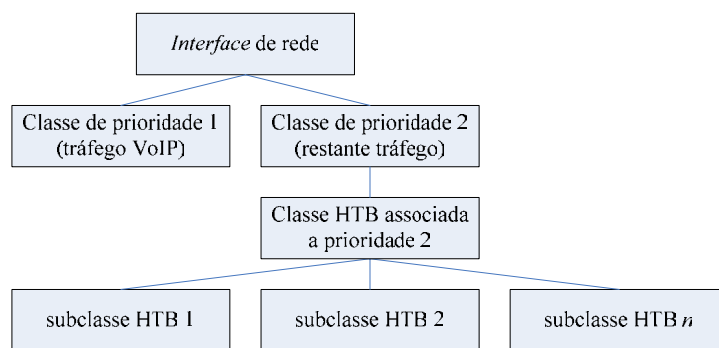 Interface de rede
Classe de prioridade 1
(tráfego VoIP)
Classe de prioridade 2
(restante tráfego)
Classe HTB associada
a prioridade 2
subclasse HTB 1
subclasse HTB 2
subclasse HTB n